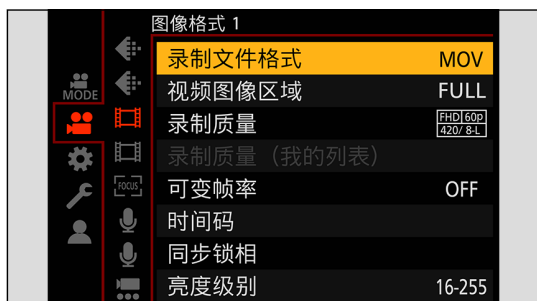 图像格式 1
录制文件格式 MOV
视频图像区域 FULL
录制质量 FHD 60p 420/ 8-L
录制质量（我的列表）
可变帧率 OFF
时间码
同步锁相
亮度级别 16-255
MODE
FOCUS